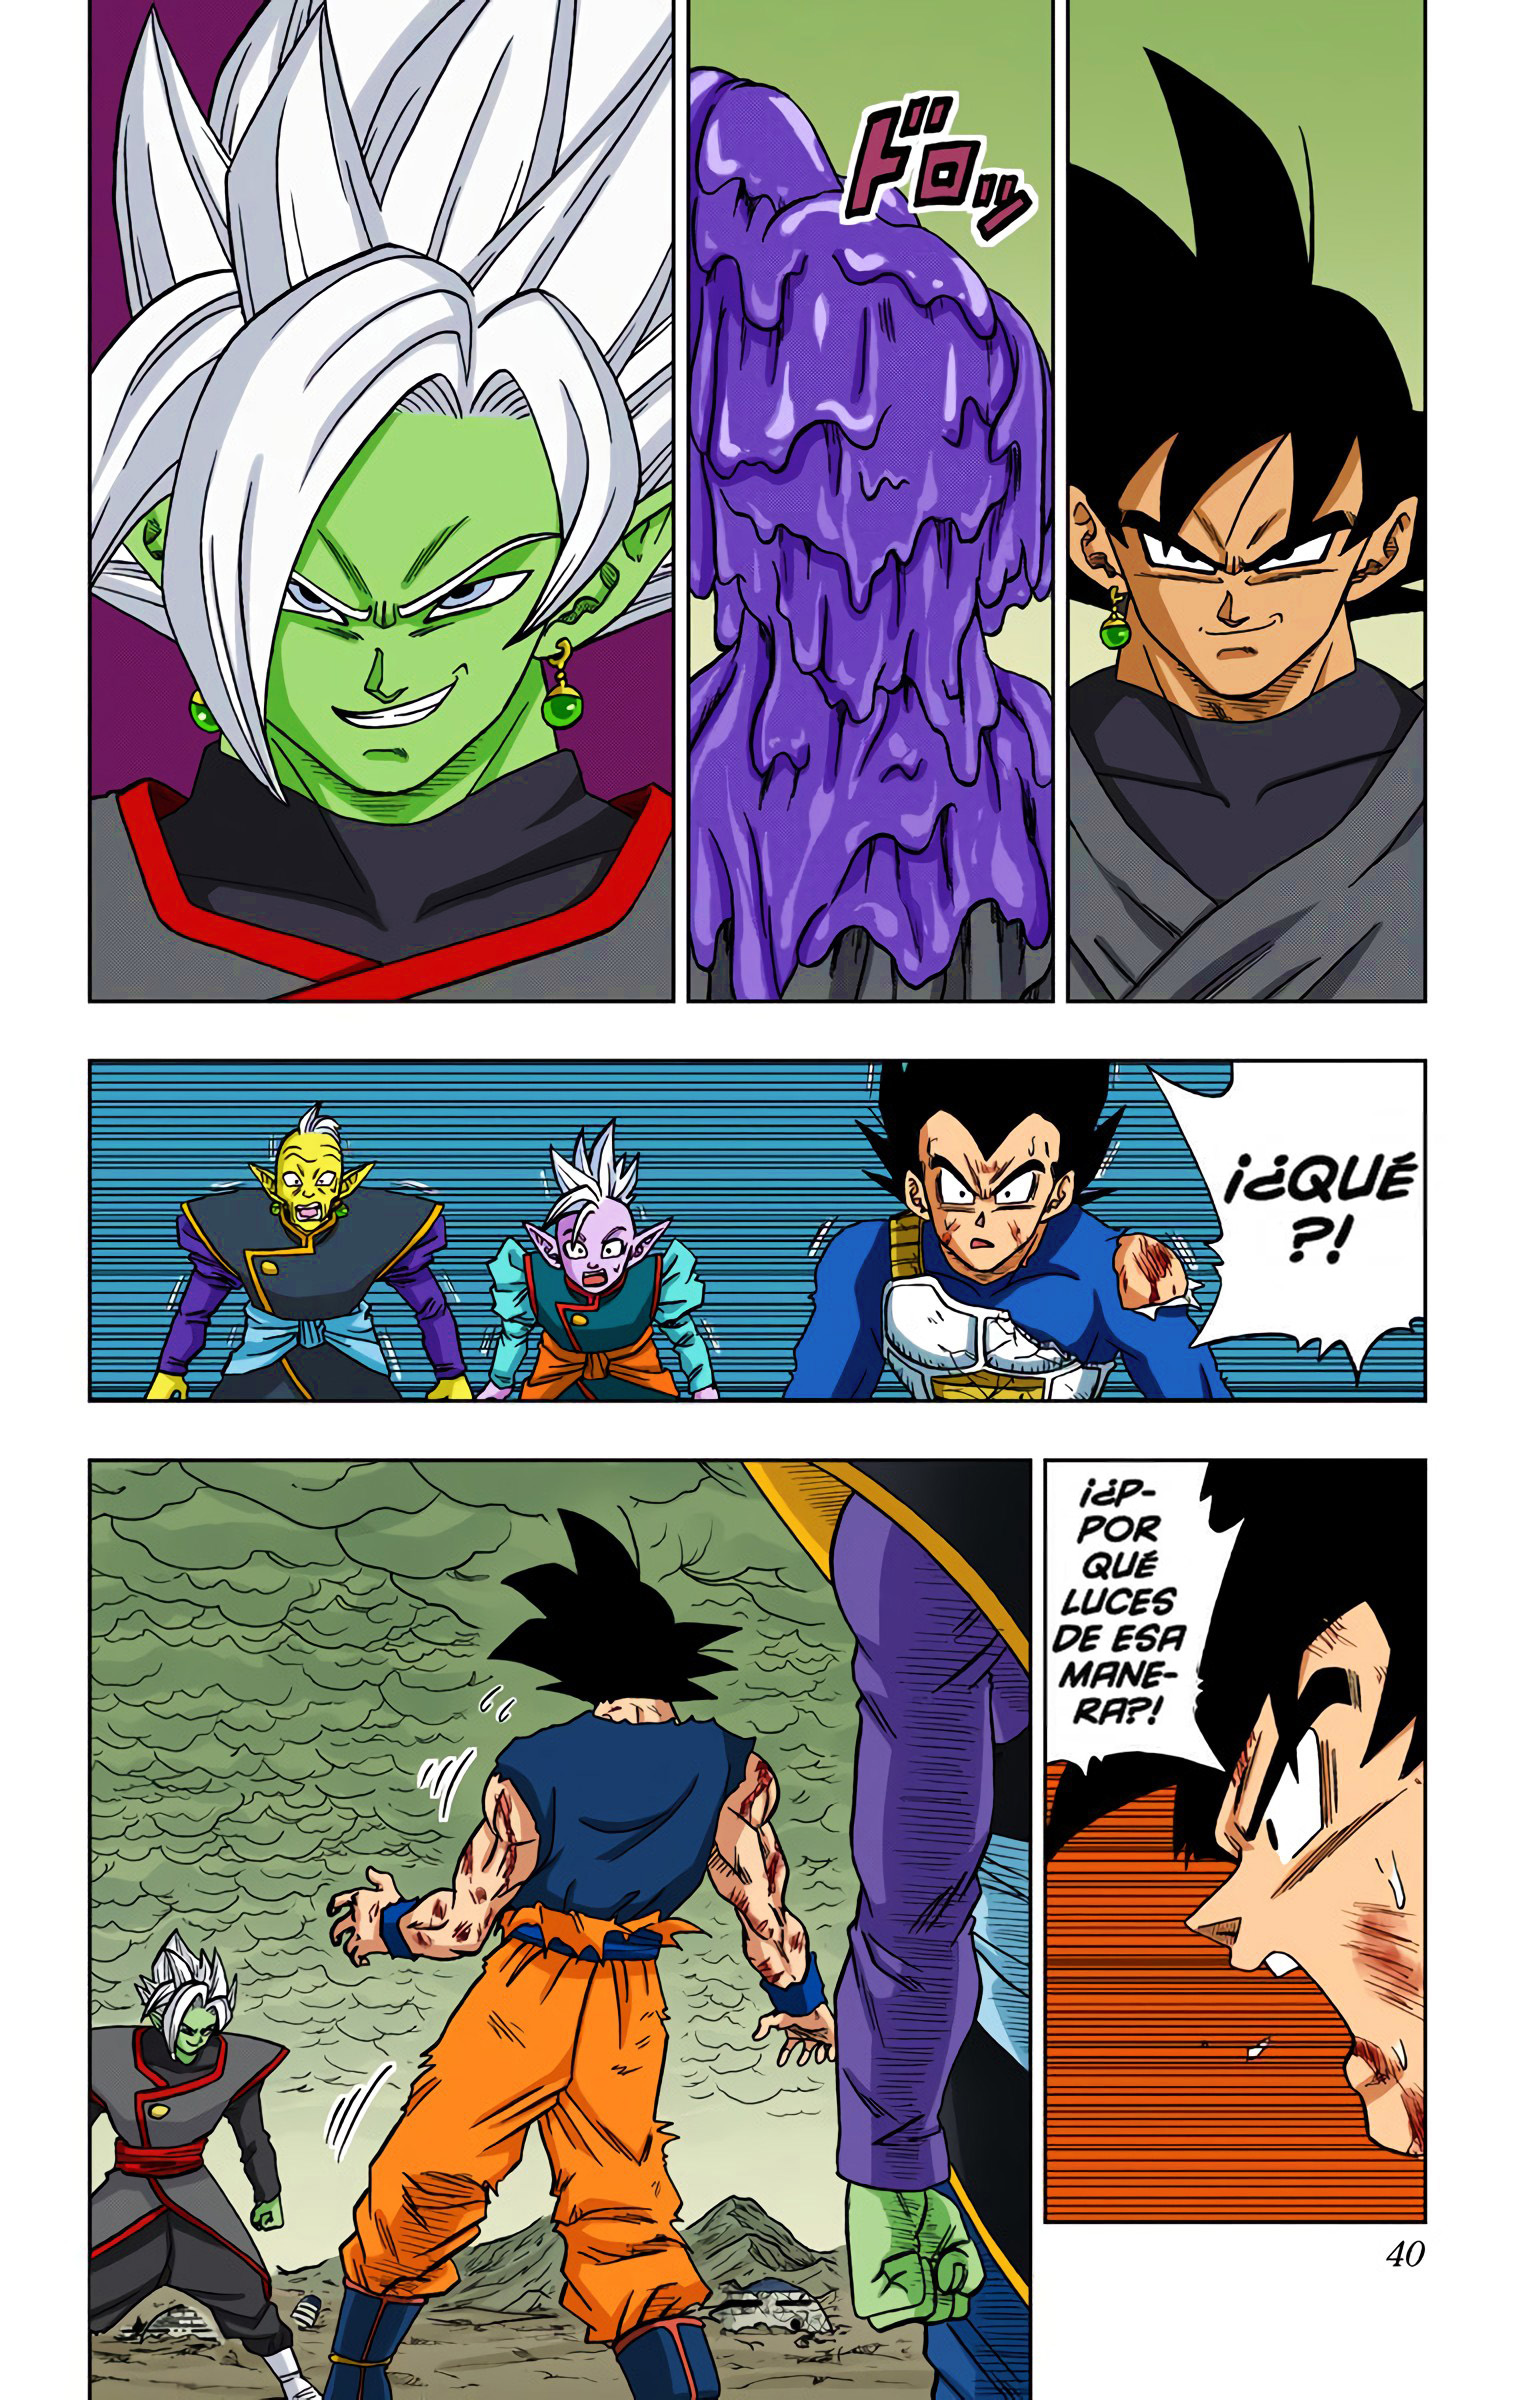 ドロッ
¡¿QUÉ
?!
¡¿P-
POR
QUÉ
LUCES
DE ESA
MANE-
RA?!
40